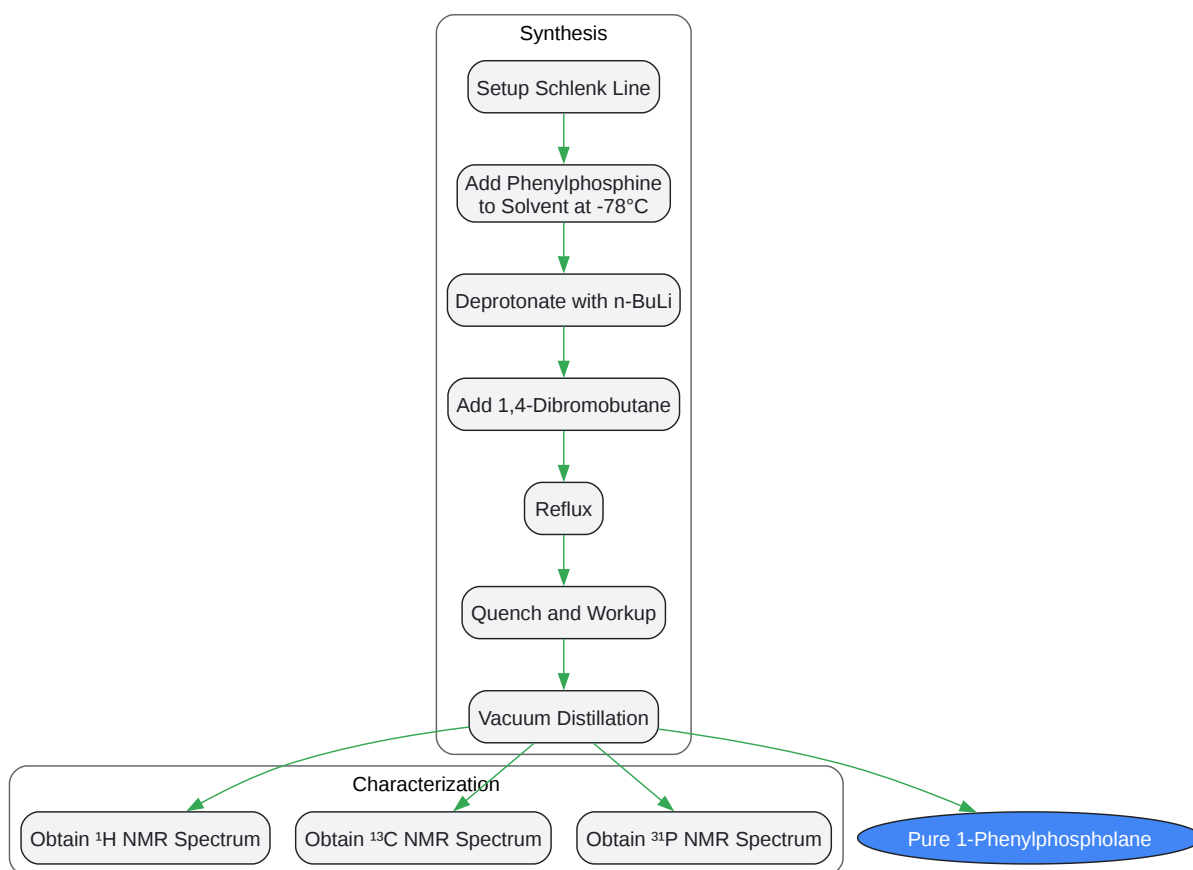 Synthesis
Setup Schlenk Line
Add Phenylphosphine
to Solvent at -78°C
Deprotonate with n-BuLi
Add 1,4-Dibromobutane
Reflux
Quench and Workup
Vacuum Distillation
Characterization
Obtain ¹H NMR Spectrum
Obtain ¹³C NMR Spectrum
Obtain ³¹P NMR Spectrum
Pure 1-Phenylphospholane